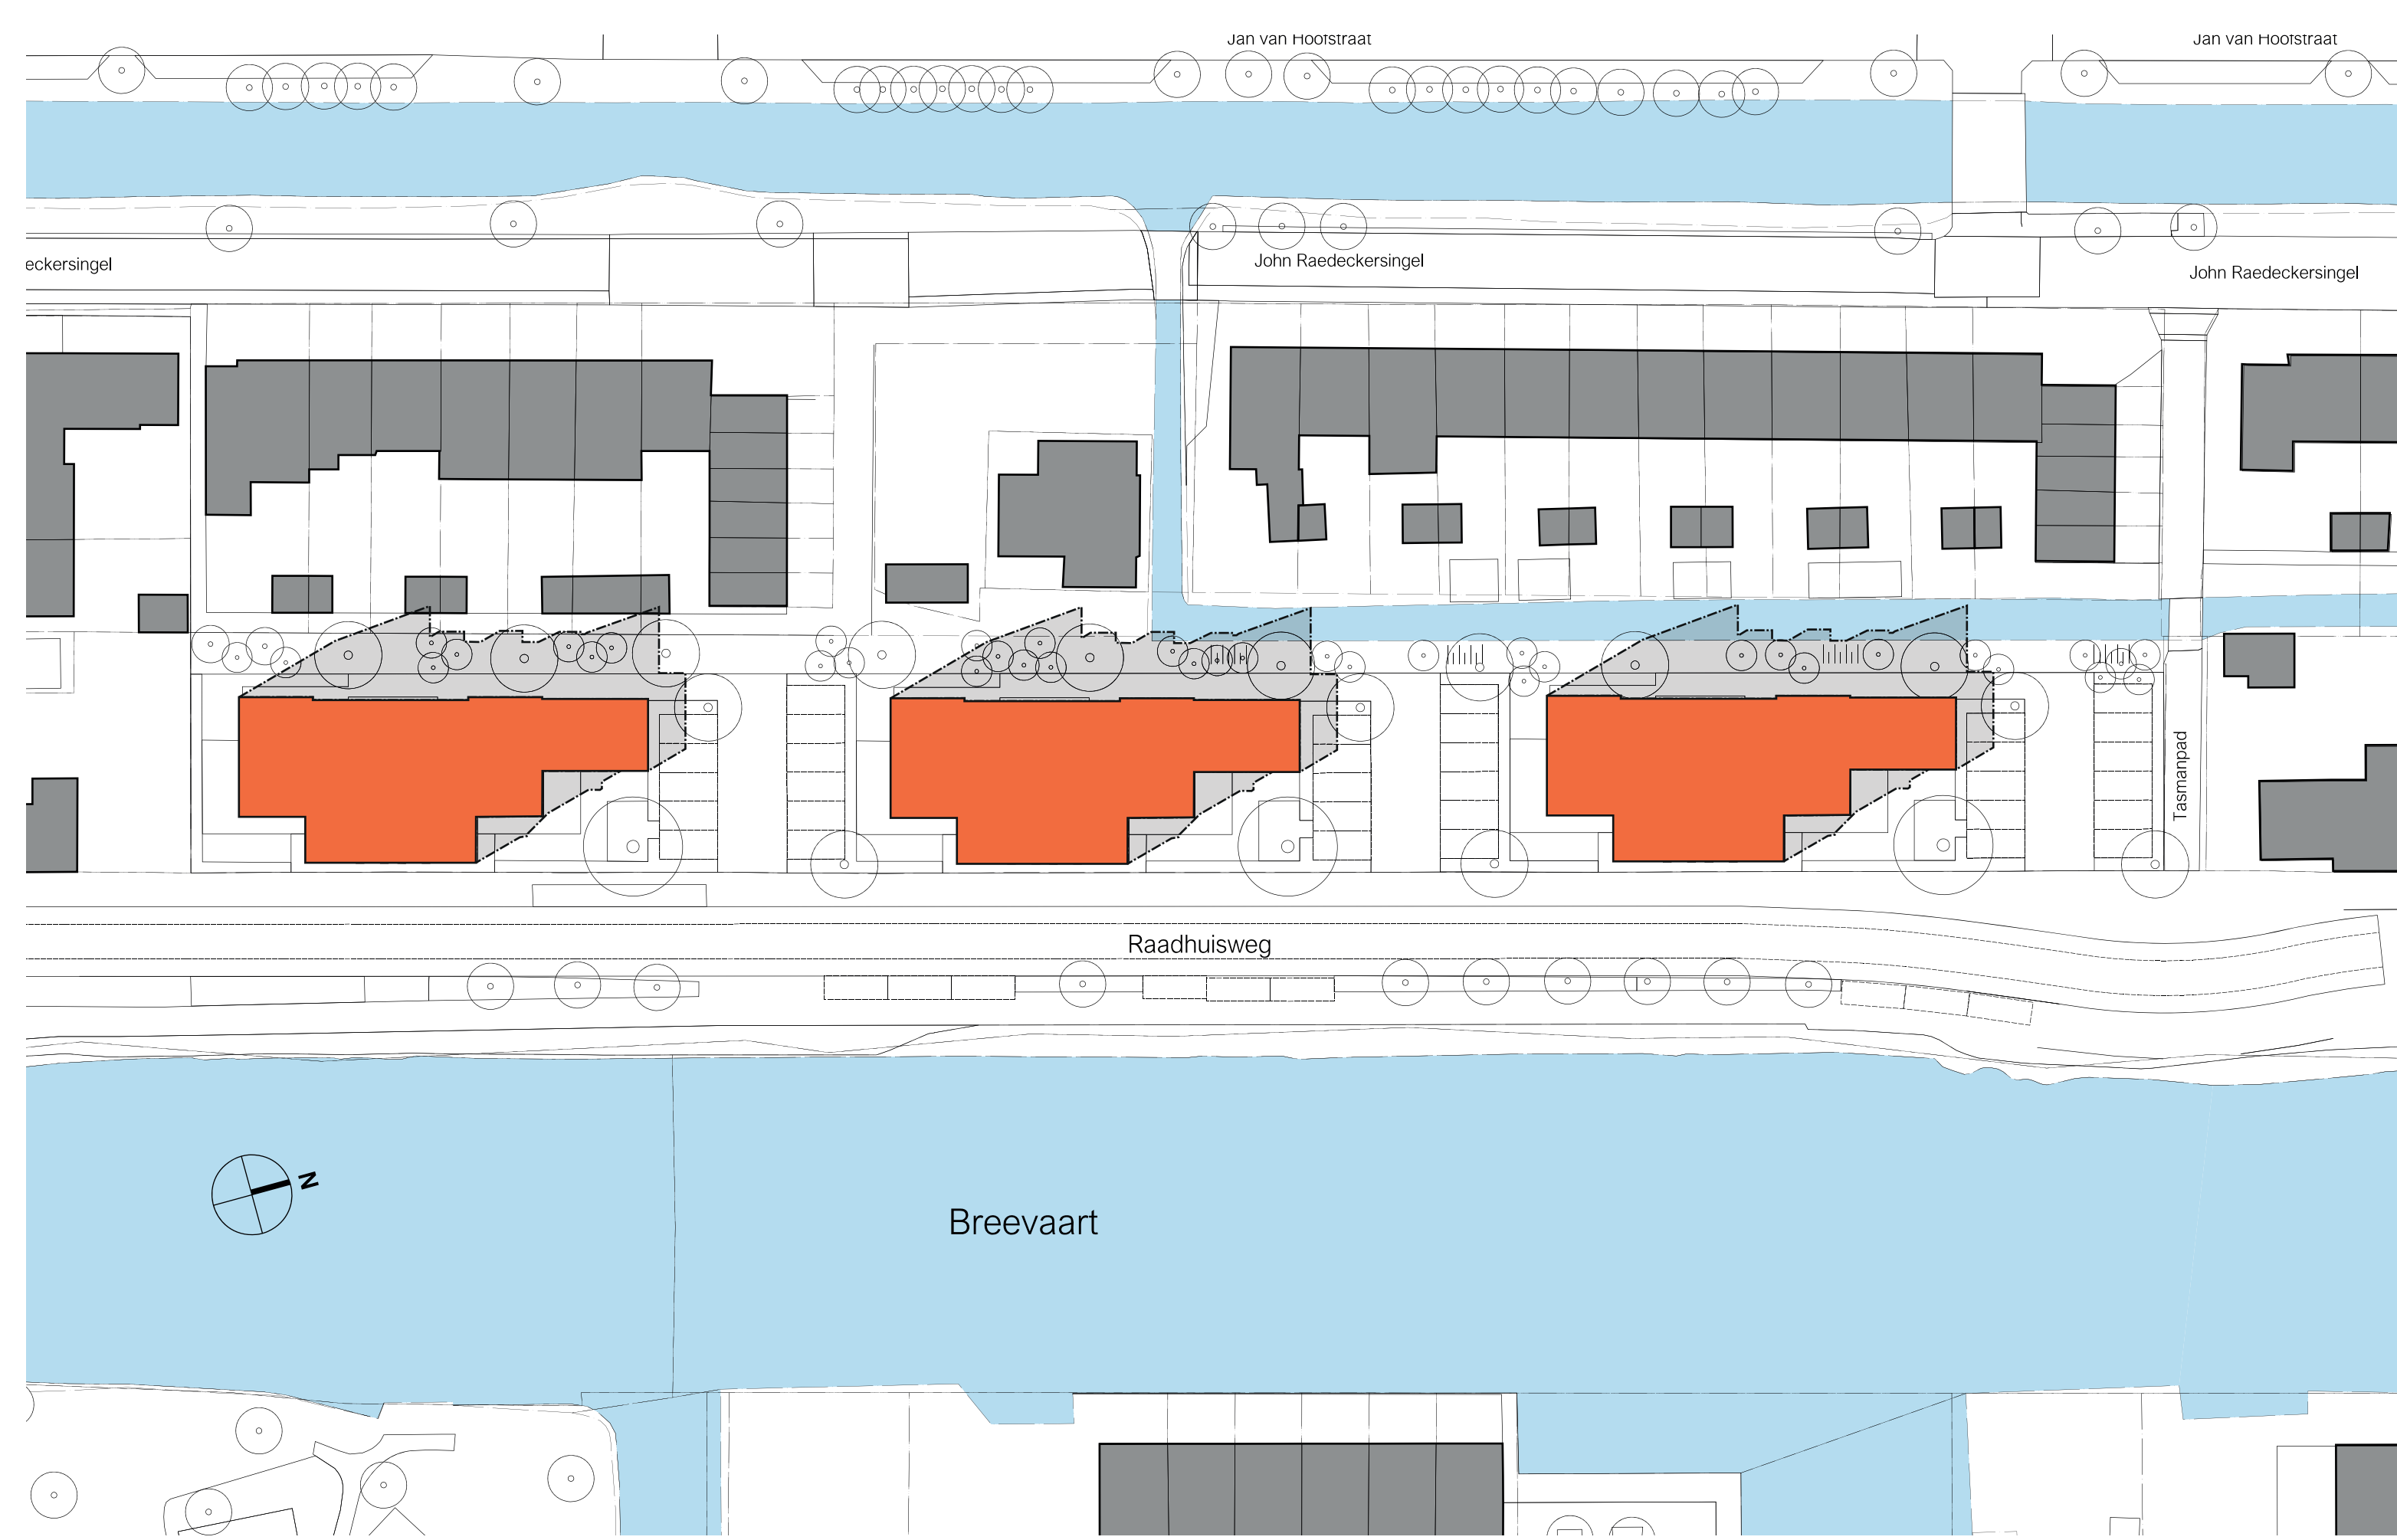 Jan van Hoofstraat
Jan van Hoofstraat
eckersingel
John Raedeckersingel
John Raedeckersingel
Tasmanpad
Raadhuisweg
N
Breevaart